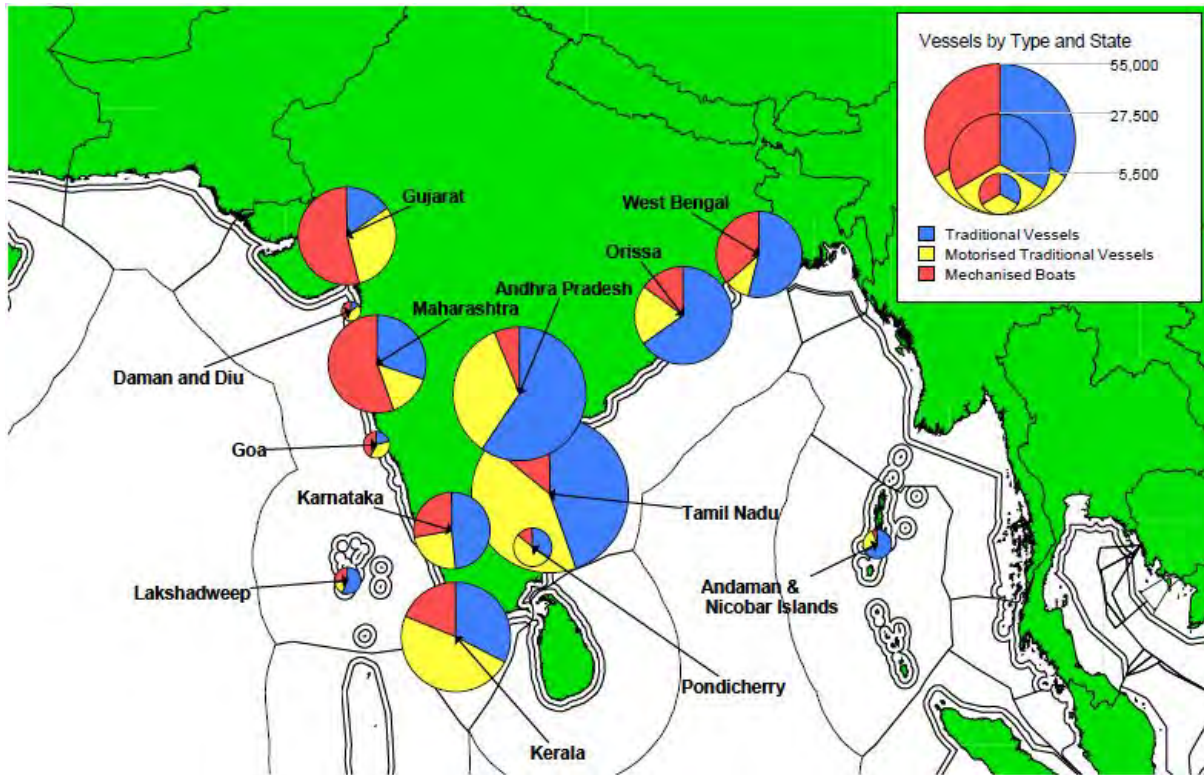 Vessels by Type and State
55,000
27,500
5,500
Traditional Vessels
Motorised Traditional Vessels
Mechanised Boats
Gujarat
West Bengal
Orissa
Andhra Pradesh
Maharashtra
Daman and Diu
Goa
Karnataka
Tamil Nadu
Lakshadweep
Andaman &
Nicobar Islands
Pondicherry
Kerala